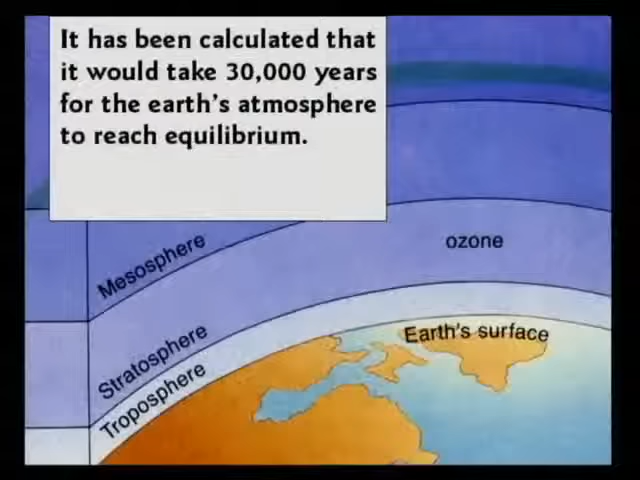 It has been calculated that
it would take 30,000 years
for the earth's atmosphere
to reach equilibrium.
ozone
Mesosphere
Earth's surface
Stratosphere
Troposphere